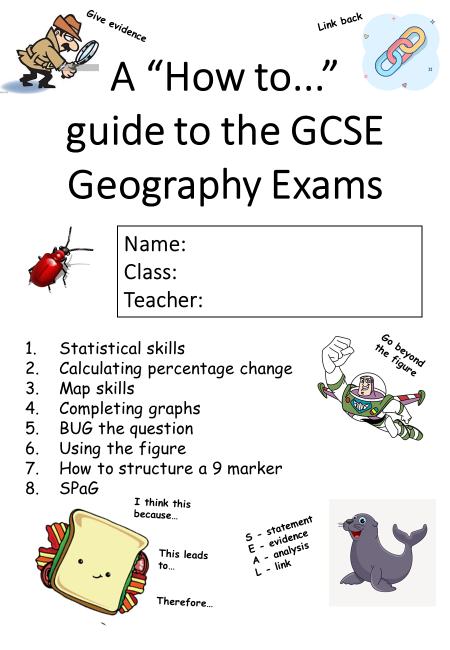 Give evidence
Link back
A “How to...”
guide to the GCSE
Geography Exams
Name:
Class:
Teacher:
1. Statistical skills
2. Calculating percentage change
3. Map skills
4. Completing graphs
5. BUG the question
6. Using the figure
7. How to structure a 9 marker
8. SPaG
Go beyond
the figure
I think this
because...
This leads
to...
Therefore...
S - statement
E - evidence
A - analysis
L - link